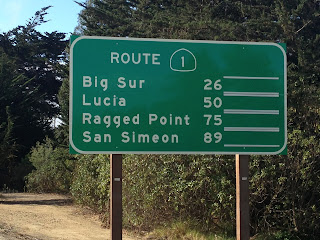 ROUTE 1
Big Sur 26
Lucia 50
Ragged Point 75
San Simeon 89